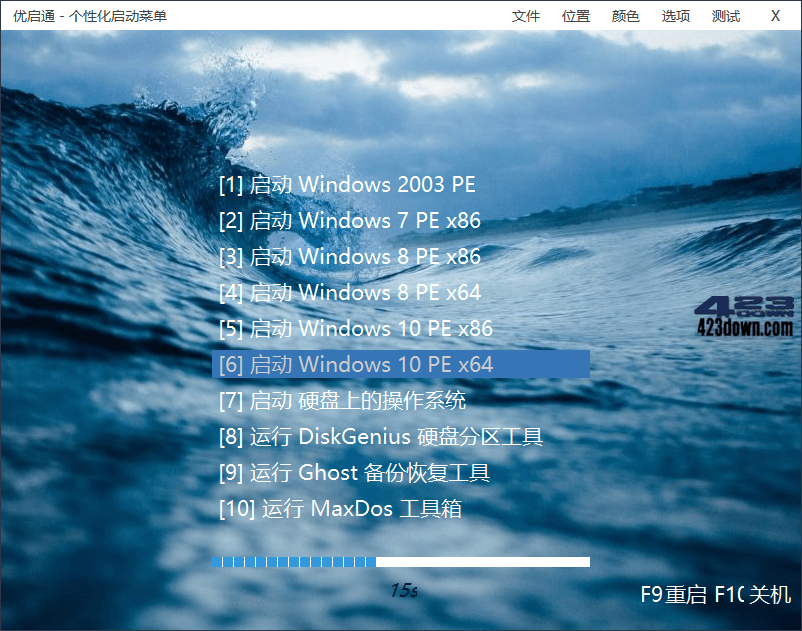 优启通 - 个性化启动菜单 文件 位置 颜色 选项 测试 X
[1] 启动 Windows 2003 PE
[2] 启动 Windows 7 PE x86
[3] 启动 Windows 8 PE x86
[4] 启动 Windows 8 PE x64
[5] 启动 Windows 10 PE x86
[6] 启动 Windows 10 PE x64
[7] 启动 硬盘上的操作系统
[8] 运行 DiskGenius 硬盘分区工具
[9] 运行 Ghost 备份恢复工具
[10] 运行 MaxDos 工具箱
423
DOWN
423down.com
15s
F9重启 F10关机